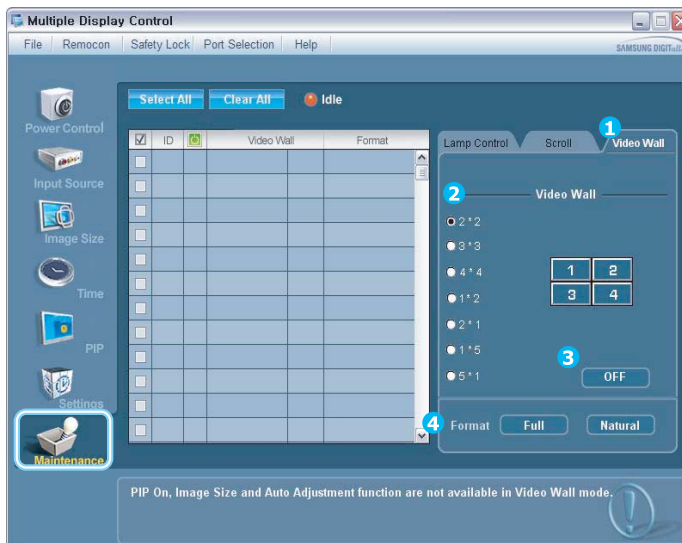 Multiple Display Control
File Remocon Safety Lock Port Selection Help
SAMSUNG DIGITall
Select All Clear All Idle
Power Control
Input Source
Image Size
Time
PIP
Settings
Maintenance
ID Video Wall Format
1
Lamp Control Scroll Video Wall
2 Video Wall
2 * 2
3 * 3
4 * 4
1 * 2
2 * 1
1 * 5
5 * 1
1 2
3 4
3
OFF
4 Format Full Natural
PIP On, Image Size and Auto Adjustment function are not available in Video Wall mode.